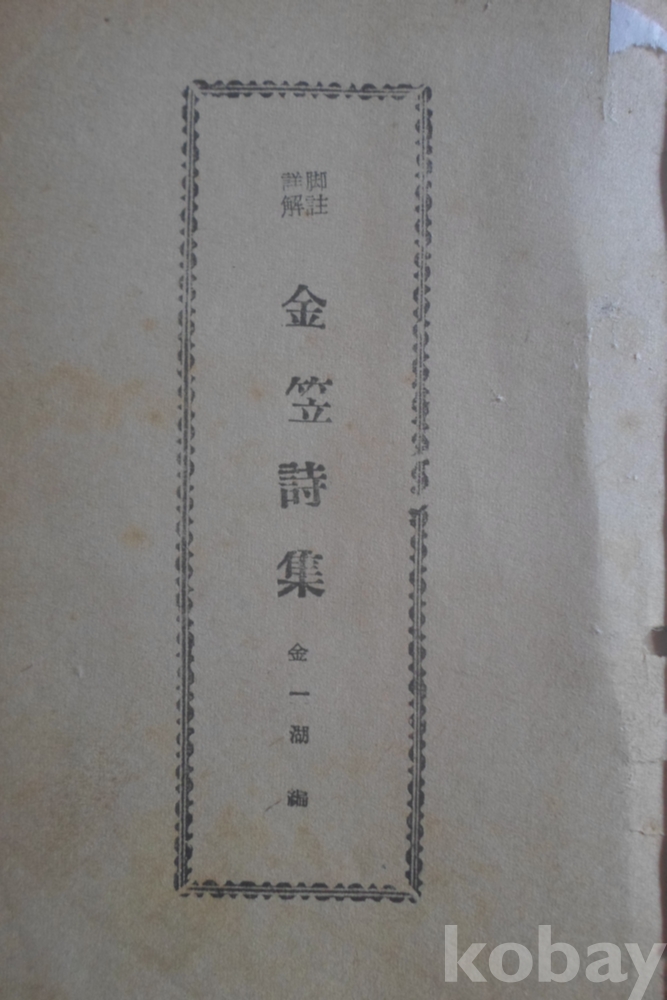 脚註
詳解
金笠詩集
金一湖 編
kobay